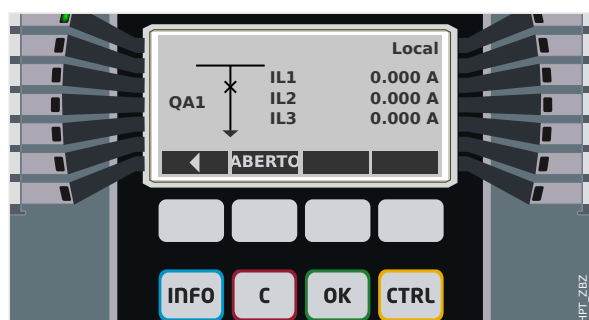 Local
IL1 0.000 A
QA1 IL2 0.000 A
IL3 0.000 A
ABERTO
INFO C OK CTRL
HPT_ZBZ